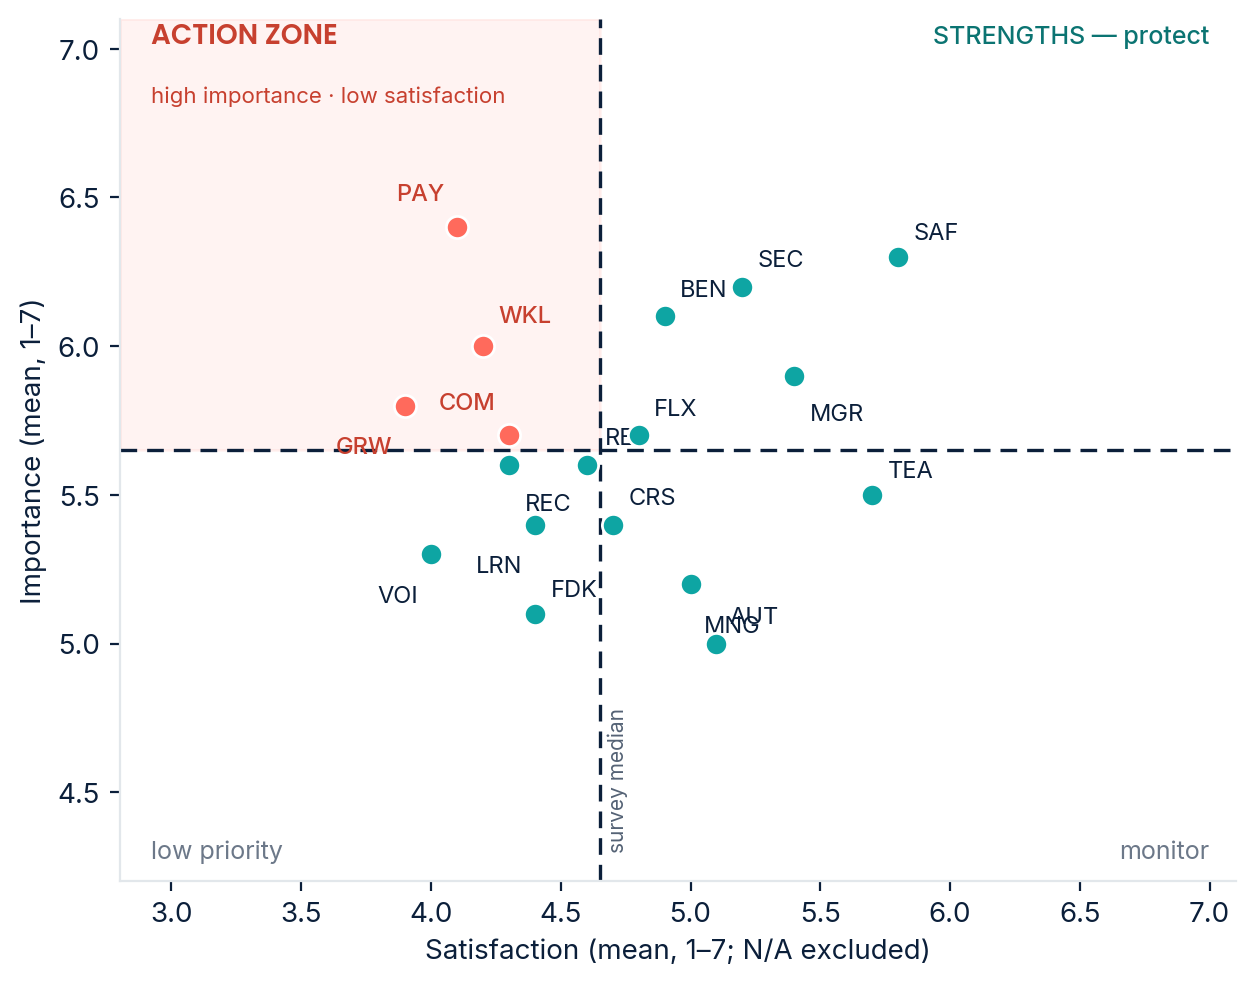 ACTION ZONE
STRENGTHS — protect
high importance · low satisfaction
PAY
SAF
SEC
BEN
WKL
COM
FLX
MGR
GRW
TEA
REC
CRS
LRN
FDK
VOI
AUT
MNG
survey median
low priority
monitor
7.0
6.5
6.0
5.5
5.0
4.5
Importance (mean, 1–7)
3.0 3.5 4.0 4.5 5.0 5.5 6.0 6.5 7.0
Satisfaction (mean, 1–7; N/A excluded)